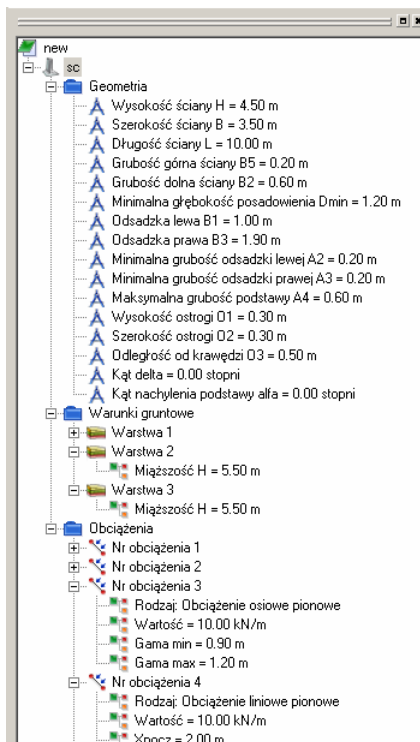 new
sc
Geometria
Wysokość ściany H = 4.50 m
Szerokość ściany B = 3.50 m
Długość ściany L = 10.00 m
Grubość górna ściany B5 = 0.20 m
Grubość dolna ściany B2 = 0.60 m
Minimalna głębokość posadowienia Dmin = 1.20 m
Odsadzka lewa B1 = 1.00 m
Odsadzka prawa B3 = 1.90 m
Minimalna grubość odsadzki lewej A2 = 0.20 m
Minimalna grubość odsadzki prawej A3 = 0.20 m
Maksymalna grubość podstawy A4 = 0.60 m
Wysokość ostrogi O1 = 0.30 m
Szerokość ostrogi O2 = 0.30 m
Odległość od krawędzi O3 = 0.50 m
Kąt delta = 0.00 stopni
Kąt nachylenia podstawy alfa = 0.00 stopni
Warunki gruntowe
Warstwa 1
Warstwa 2
Miąższość H = 5.50 m
Warstwa 3
Miąższość H = 5.50 m
Obciążenia
Nr obciążenia 1
Nr obciążenia 2
Nr obciążenia 3
Rodzaj: Obciążenie osiowe pionowe
Wartość = 10.00 kN/m
Gama min = 0.90 m
Gama max = 1.20 m
Nr obciążenia 4
Rodzaj: Obciążenie liniowe pionowe
Wartość = 10.00 kN/m
Xpocz = 2.00 m